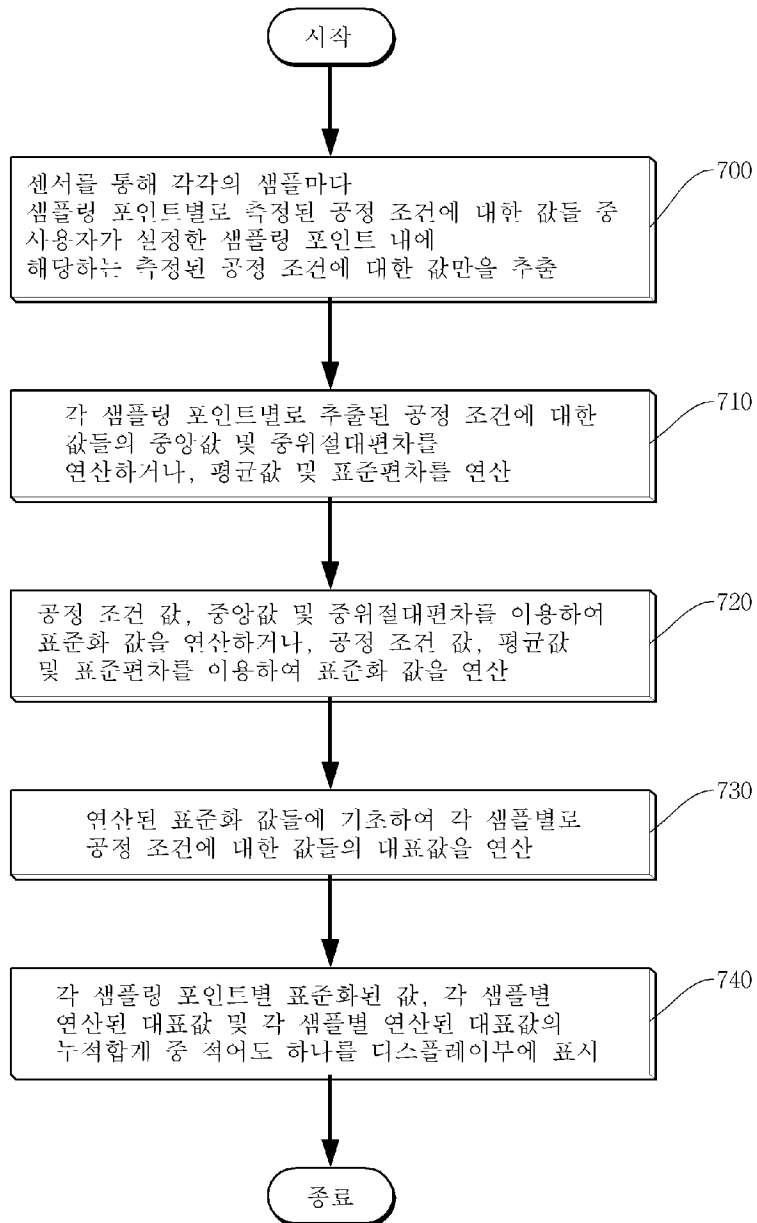 시작
센서를 통해 각각의 샘플마다
샘플링 포인트별로 측정된 공정 조건에 대한 값들 중
사용자가 설정한 샘플링 포인트 내에
해당하는 측정된 공정 조건에 대한 값만을 추출
700
각 샘플링 포인트별로 추출된 공정 조건에 대한
값들의 중앙값 및 중위절대편차를
연산하거나, 평균값 및 표준편차를 연산
710
공정 조건 값, 중앙값 및 중위절대편차를 이용하여
표준화 값을 연산하거나, 공정 조건 값, 평균값
및 표준편차를 이용하여 표준화 값을 연산
720
연산된 표준화 값들에 기초하여 각 샘플별로
공정 조건에 대한 값들의 대표값을 연산
730
각 샘플링 포인트별 표준화된 값, 각 샘플별
연산된 대표값 및 각 샘플별 연산된 대표값의
누적합계 중 적어도 하나를 디스플레이부에 표시
740
종료